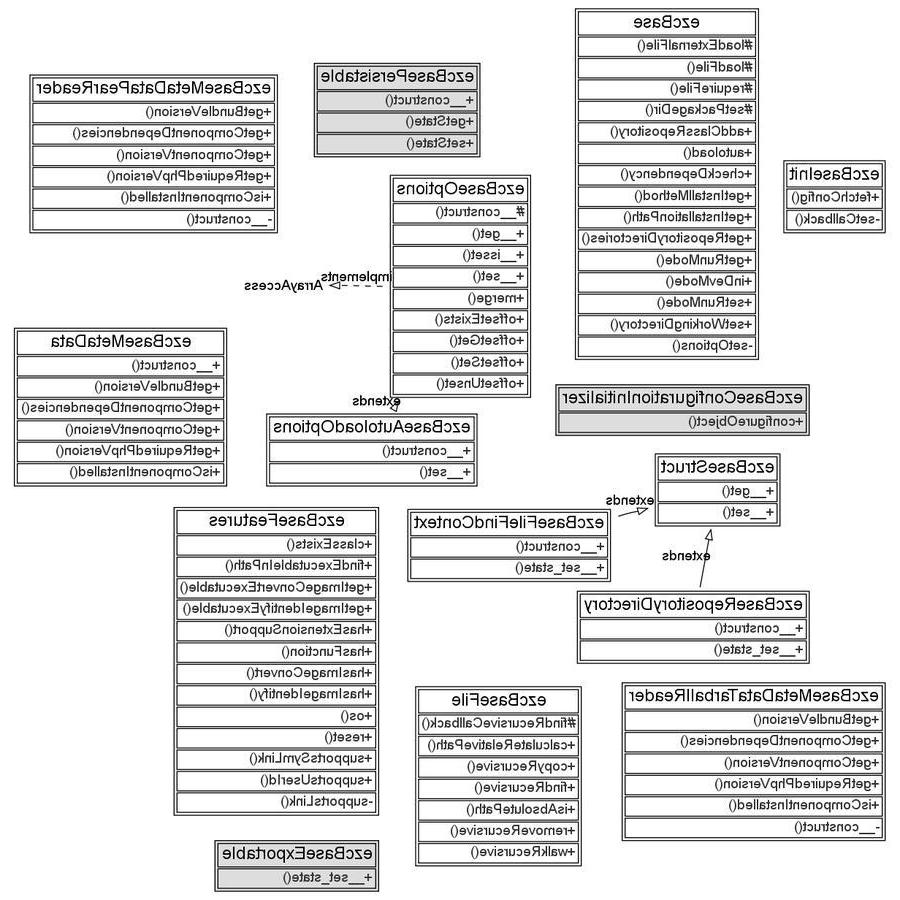 ezcBase
#loadExternalFile()
#loadFile()
#requireFile()
#setPackageDir()
+addClassRepository()
+autoload()
+checkDependency()
+getInstallMethod()
+getInstallationPath()
+getRepositoryDirectories()
+getRunMode()
+inDevMode()
+setRunMode()
+setWorkingDirectory()
-setOptions()
ezcBasePersistable
+__construct()
+getState()
+setState()
ezcBaseMetaDataPearReader
+getBundleVersion()
+getComponentDependencies()
+getComponentVersion()
+getRequiredPhpVersion()
+isComponentInstalled()
-__construct()
ezcBaseInit
+fetchConfig()
-setCallback()
ezcBaseOptions
#__construct()
+__get()
+__isset()
+__set()
+merge()
+offsetExists()
+offsetGet()
+offsetSet()
+offsetUnset()
implements
ArrayAccess
ezcBaseMetaData
+__construct()
+getBundleVersion()
+getComponentDependencies()
+getComponentVersion()
+getRequiredPhpVersion()
+isComponentInstalled()
extends
ezcBaseAutoloadOptions
+__construct()
+__set()
ezcBaseConfigurationInitializer
+configureObject()
ezcBaseStruct
+__get()
+__set()
extends
ezcBaseFileFindContext
+__construct()
+__set_state()
extends
ezcBaseRepositoryDirectory
+__construct()
+__set_state()
ezcBaseFeatures
+classExists()
+findExecutableInPath()
+getImageConvertExecutable()
+getImageIdentifyExecutable()
+hasExtensionSupport()
+hasFunction()
+hasImageConvert()
+hasImageIdentify()
+os()
+reset()
+supportsSymLink()
+supportsUserId()
-supportsLink()
ezcBaseFile
#findRecursiveCallback()
+calculateRelativePath()
+copyRecursive()
+findRecursive()
+isAbsolutePath()
+removeRecursive()
+walkRecursive()
ezcBaseMetaDataTarballReader
+getBundleVersion()
+getComponentDependencies()
+getComponentVersion()
+getRequiredPhpVersion()
+isComponentInstalled()
-__construct()
ezcBaseExportable
+__set_state()